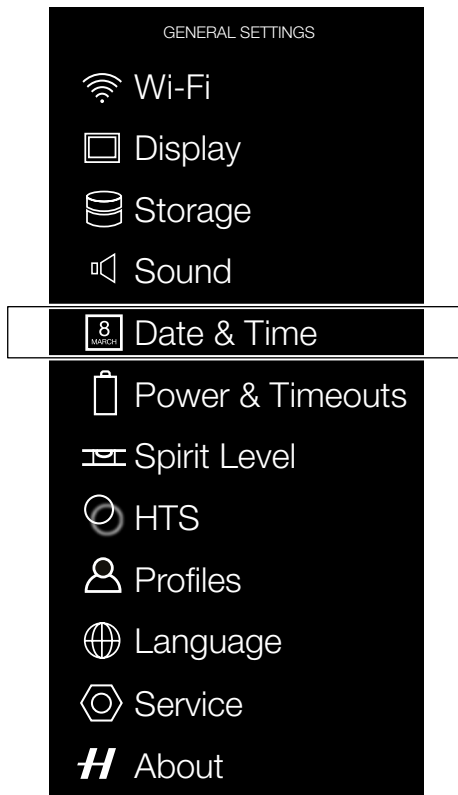 GENERAL SETTINGS
Wi-Fi
Display
Storage
Sound
8
MARCH
Date & Time
Power & Timeouts
Spirit Level
HTS
Profiles
Language
Service
H About